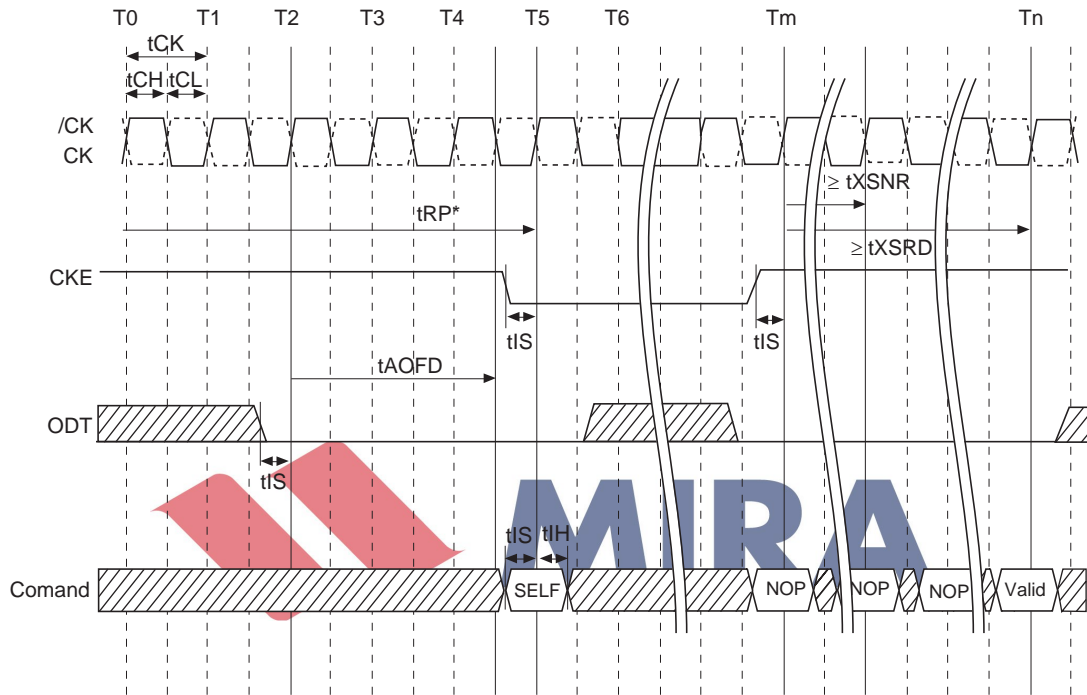 T0 T1 T2 T3 T4 T5 T6 Tm Tn
tCK
tCH tCL
/CK
CK
≥ tXSNR
tRP*
≥ tXSRD
CKE
tIS
tIS
tAOFD
ODT
tIS
MIRA
tIS tIH
Comand SELF NOP NOP NOP Valid